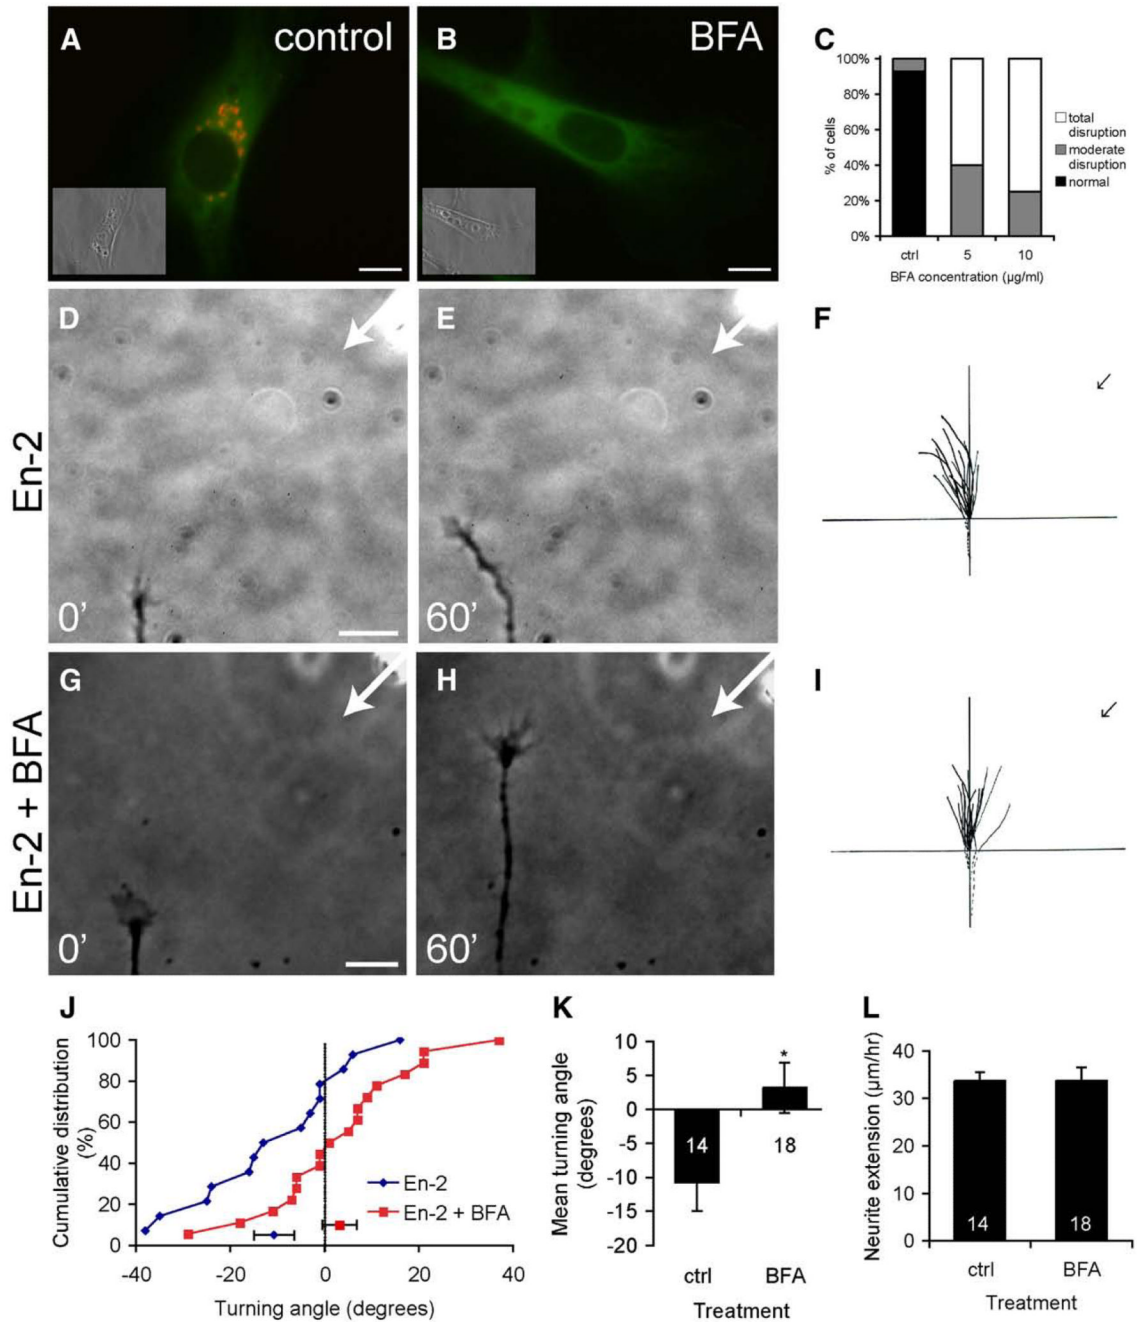 A
control
B
BFA
C
100%
80%
60%
40%
20%
0%
% of cells
ctrl
5
10
BFA concentration (µg/ml)
total
disruption
moderate
disruption
normal
En-2
D
0'
E
60'
F
En-2 + BFA
G
0'
H
60'
I
J
Cumulative distribution
(%)
100
80
60
40
20
0
-40
-20
0
20
40
Turning angle (degrees)
En-2
En-2 + BFA
K
Mean turning angle
(degrees)
10
5
0
-5
-10
-15
-20
14
*
18
ctrl
BFA
Treatment
L
Neurite extension (µm/hr)
40
30
20
10
0
14
18
ctrl
BFA
Treatment